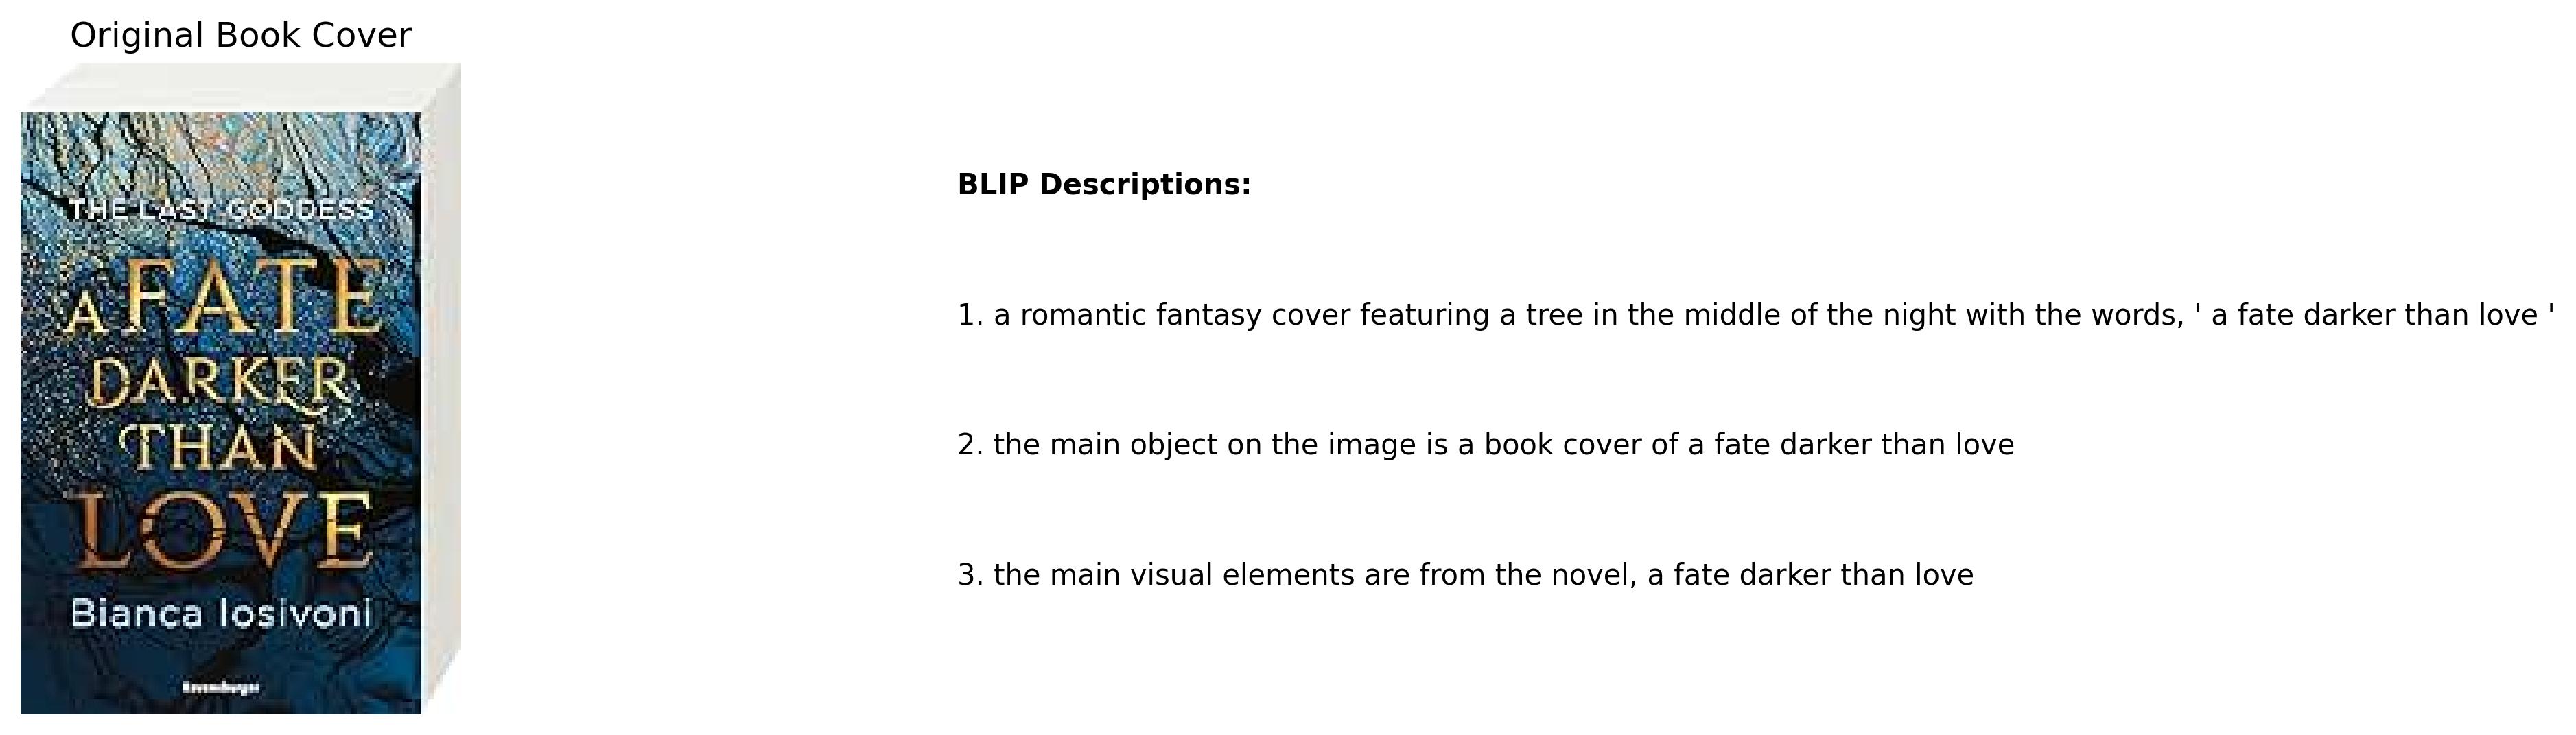 Original Book Cover
THE LAST GODDESS
A FATE
DARKER
THAN
LOVE
Bianca Iosivoni
Ravensburger
BLIP Descriptions:
1. a romantic fantasy cover featuring a tree in the middle of the night with the words, ' a fate darker than love '
2. the main object on the image is a book cover of a fate darker than love
3. the main visual elements are from the novel, a fate darker than love